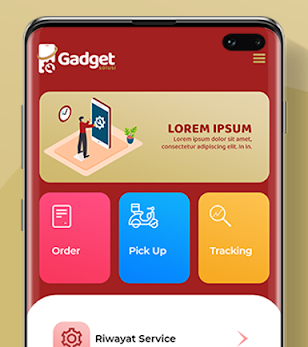 Gadget
solusi
LOREM IPSUM
Lorem ipsum dolor sit amet,
consectetur adipiscing elit. In in.
Order
Pick Up
Tracking
Riwayat Service